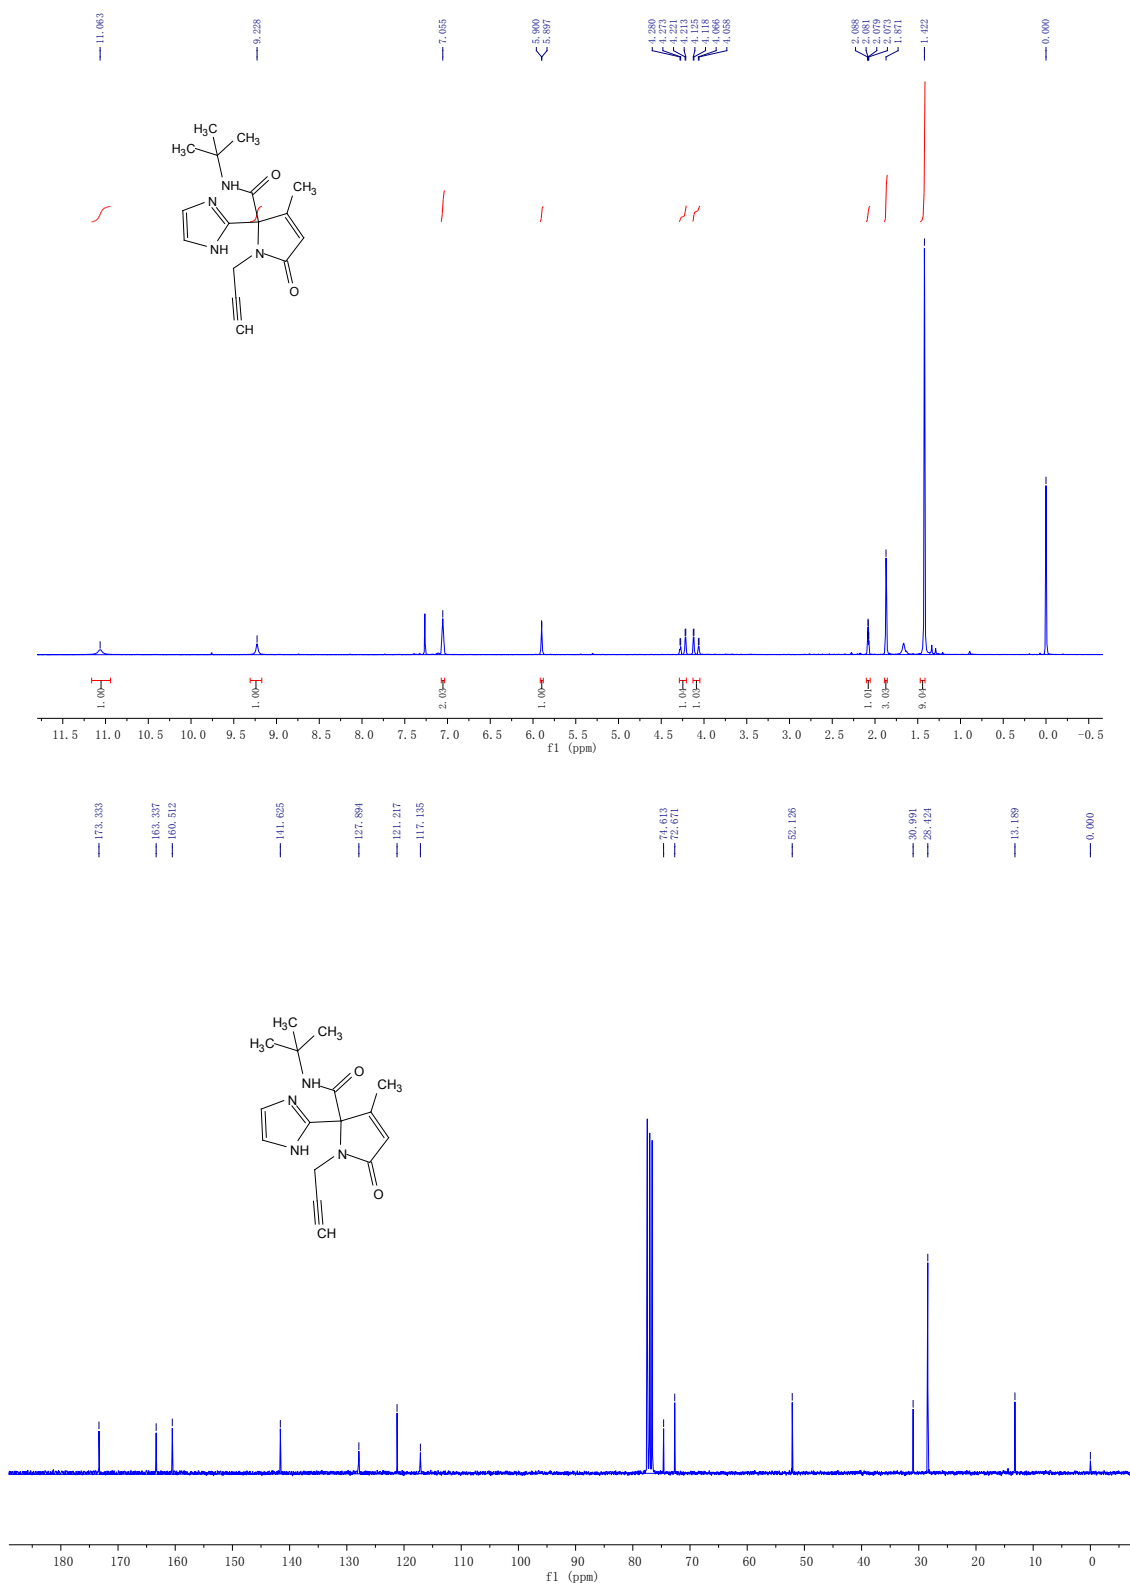 11.063
9.228
7.055
5.900
5.897
4.280
4.273
4.221
4.213
4.125
4.118
4.066
4.058
2.088
2.081
2.079
2.073
1.871
1.422
0.000
H₃C
CH₃
H₃C
NH
O
CH₃
N
NH
N
O
CH
1.00
1.00
2.03
1.00
1.04
1.03
1.01
3.03
9.04
11.5 11.0 10.5 10.0 9.5 9.0 8.5 8.0 7.5 7.0 6.5 6.0 5.5 5.0 4.5 4.0 3.5 3.0 2.5 2.0 1.5 1.0 0.5 0.0 -0.5
f1 (ppm)
173.333
163.337
160.512
141.625
127.894
121.217
117.135
74.613
72.671
52.126
30.991
28.424
13.189
0.000
H₃C
CH₃
H₃C
NH
O
CH₃
N
NH
N
O
CH
180 170 160 150 140 130 120 110 100 90 80 70 60 50 40 30 20 10 0
f1 (ppm)